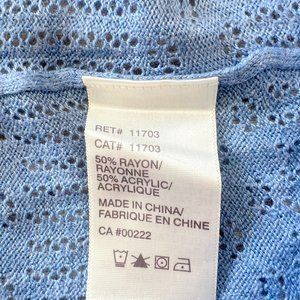 RET# 11703
CAT# 11703
50% RAYON/
RAYONNE
50% ACRYLIC/
ACRYLIQUE
MADE IN CHINA/
FABRIQUE EN CHINE
CA #00222